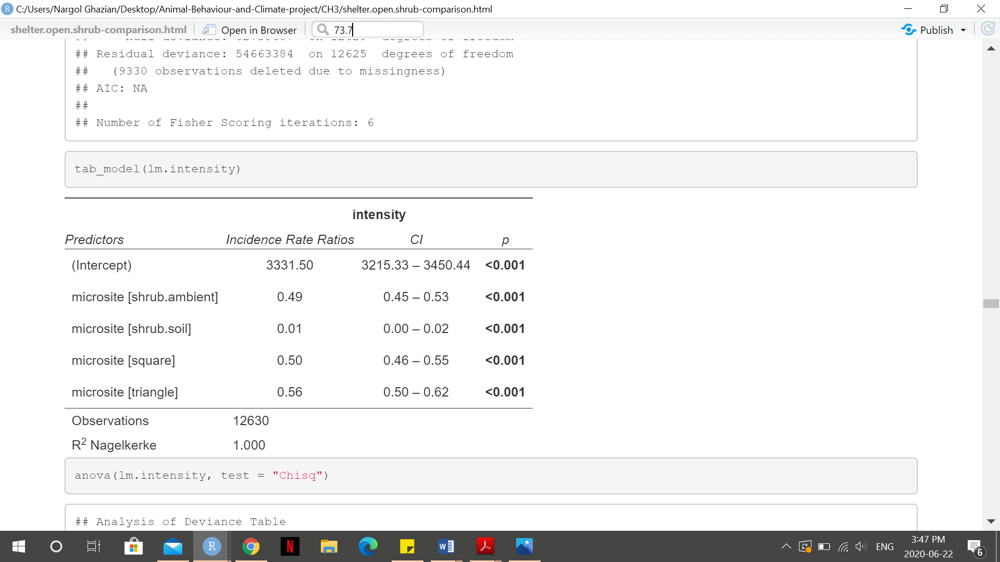 C:/Users/Nargol Ghazian/Desktop/Animal-Behaviour-and-Climate-project/CH3/shelter.open.shrub-comparison.html
shelter.open.shrub-comparison.html Open in Browser 73.7 Publish
## Residual deviance: 54663384 on 12625 degrees of freedom
## (9330 observations deleted due to missingness)
## AIC: NA
##
## Number of Fisher Scoring iterations: 6
tab_model(lm.intensity)
intensity
Predictors Incidence Rate Ratios CI p
(Intercept) 3331.50 3215.33 – 3450.44 <0.001
microsite [shrub.ambient] 0.49 0.45 – 0.53 <0.001
microsite [shrub.soil] 0.01 0.00 – 0.02 <0.001
microsite [square] 0.50 0.46 – 0.55 <0.001
microsite [triangle] 0.56 0.50 – 0.62 <0.001
Observations 12630
R² Nagelkerke 1.000
anova(lm.intensity, test = "Chisq")
## Analysis of Deviance Table
ENG 3:47 PM
2020-06-22 6